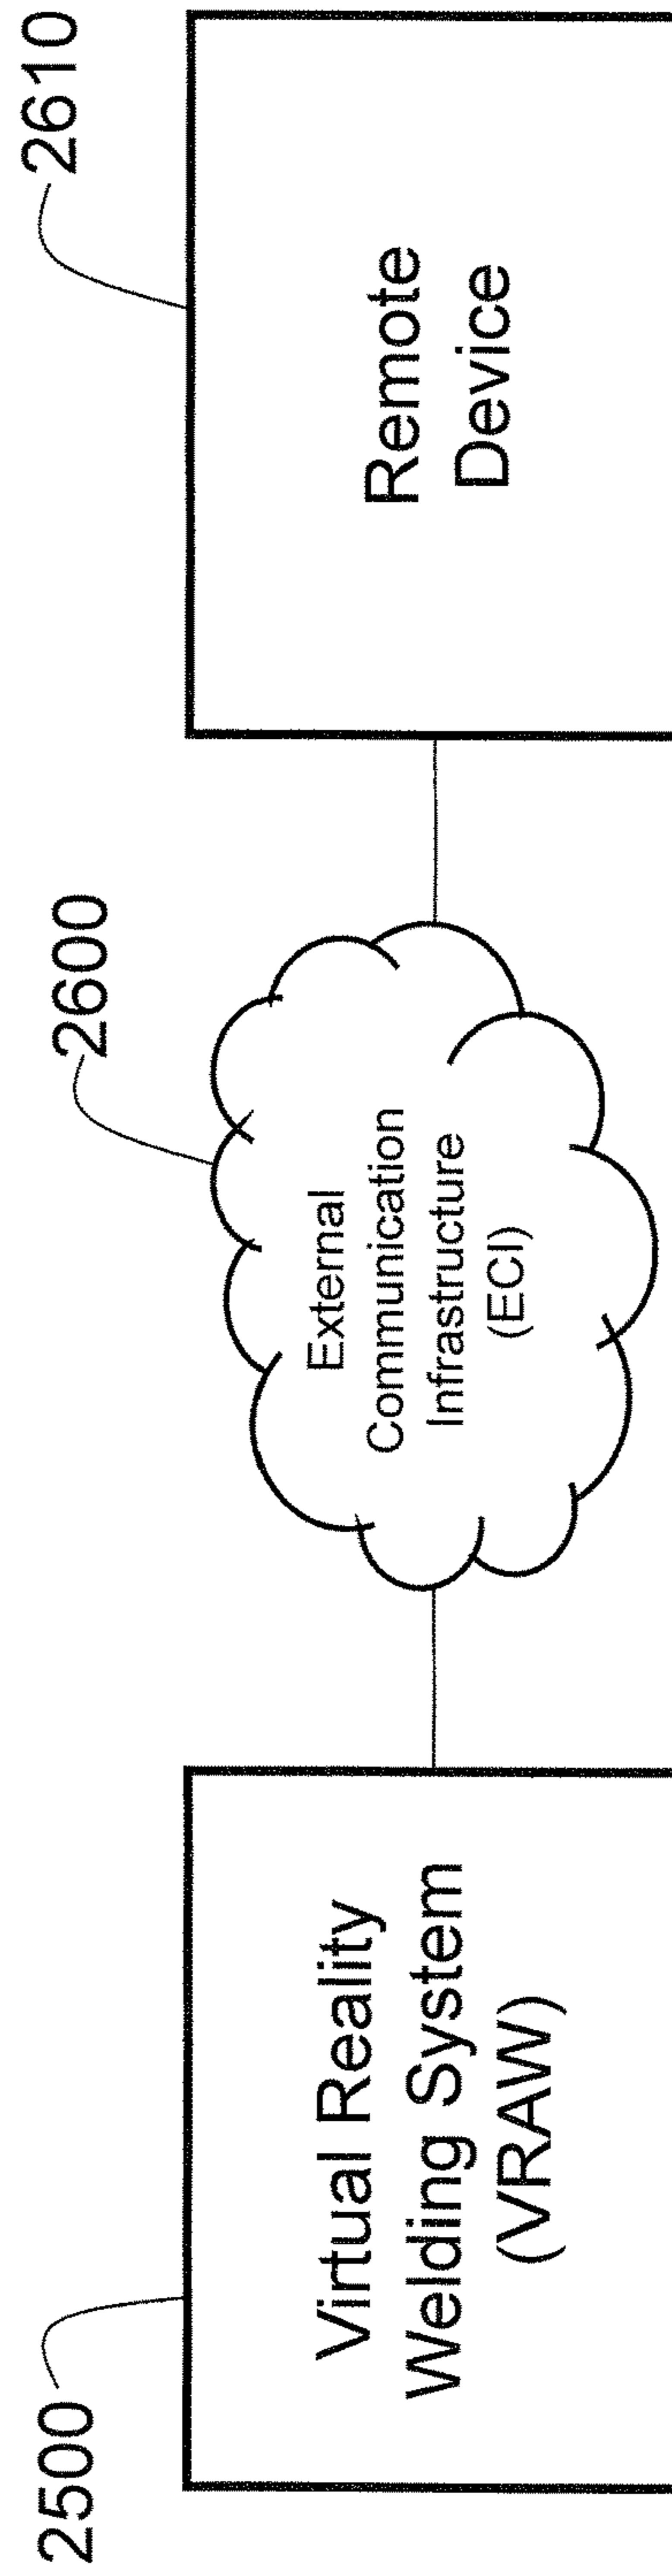 2500
Virtual Reality
Welding System
(VRAW)
2600
External
Communication
Infrastructure
(ECI)
2610
Remote
Device